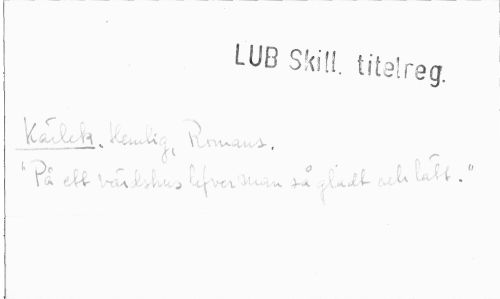 LUB Skill. titelreg.
Kärlek, Hemlig, Romans.
"På ett värdshus lefver man så gladt och lätt."